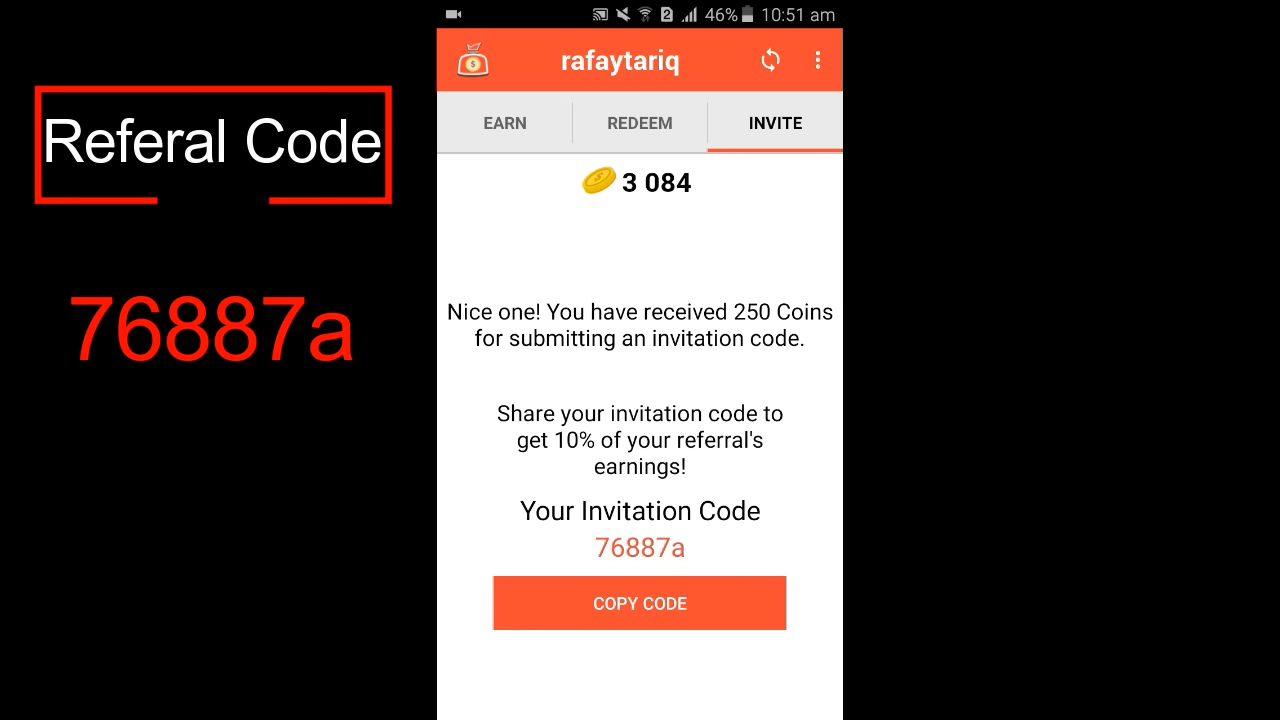 Referal Code
76887a
46% 10:51 am
rafaytariq
EARN REDEEM INVITE
3 084
Nice one! You have received 250 Coins
for submitting an invitation code.
Share your invitation code to
get 10% of your referral's
earnings!
Your Invitation Code
76887a
COPY CODE